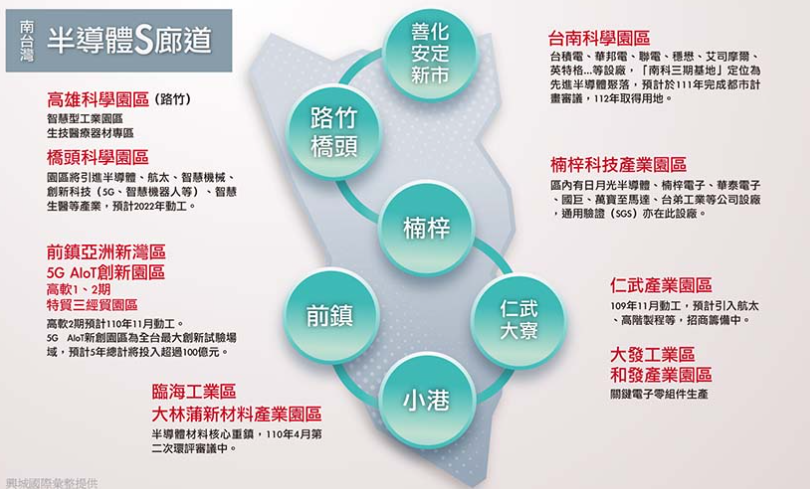 南台灣
半導體S廊道
高雄科學園區（路竹）
智慧型工業園區
生技醫療器材專區
橋頭科學園區
園區將引進半導體、航太、智慧機械、
創新科技（5G、智慧機器人等）、智慧
生醫等產業，預計2022年動工。
前鎮亞洲新灣區
5G AIoT創新園區
高軟1、2期
特貿三經貿園區
高軟2期預計110年11月動工。
5G AIoT新創園區為全台最大創新試驗場
域，預計5年總計將投入超過100億元。
臨海工業區
大林蒲新材料產業園區
半導體材料核心重鎮，110年4月第
二次環評審議中。
善化
安定
新市
路竹
橋頭
楠梓
前鎮
仁武
大寮
小港
台南科學園區
台積電、華邦電、聯電、穩懋、艾司摩爾、
英特格...等設廠，「南科三期基地」定位為
先進半導體聚落，預計於111年完成都市計
畫審議，112年取得用地。
楠梓科技產業園區
區內有日月光半導體、楠梓電子、華泰電子
、國巨、萬寶至馬達、台弟工業等公司設廠
，通用驗證（SGS）亦在此設廠。
仁武產業園區
109年11月動工，預計引入航太
、高階製程等，招商籌備中。
大發工業區
和發產業園區
關鍵電子零組件生產
興城國際彙整提供